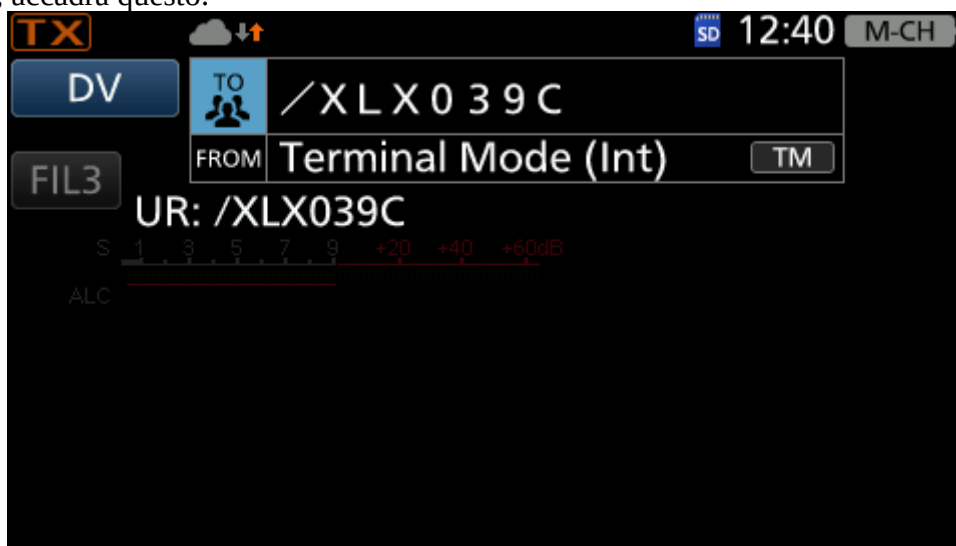 accadrà questo:
TX SD 12:40 M-CH
DV TO /XLX039C
FIL3 FROM Terminal Mode (Int) TM
UR: /XLX039C
S 1 . 3 . 5 . 7 . 9 +20 +40 +60dB
ALC